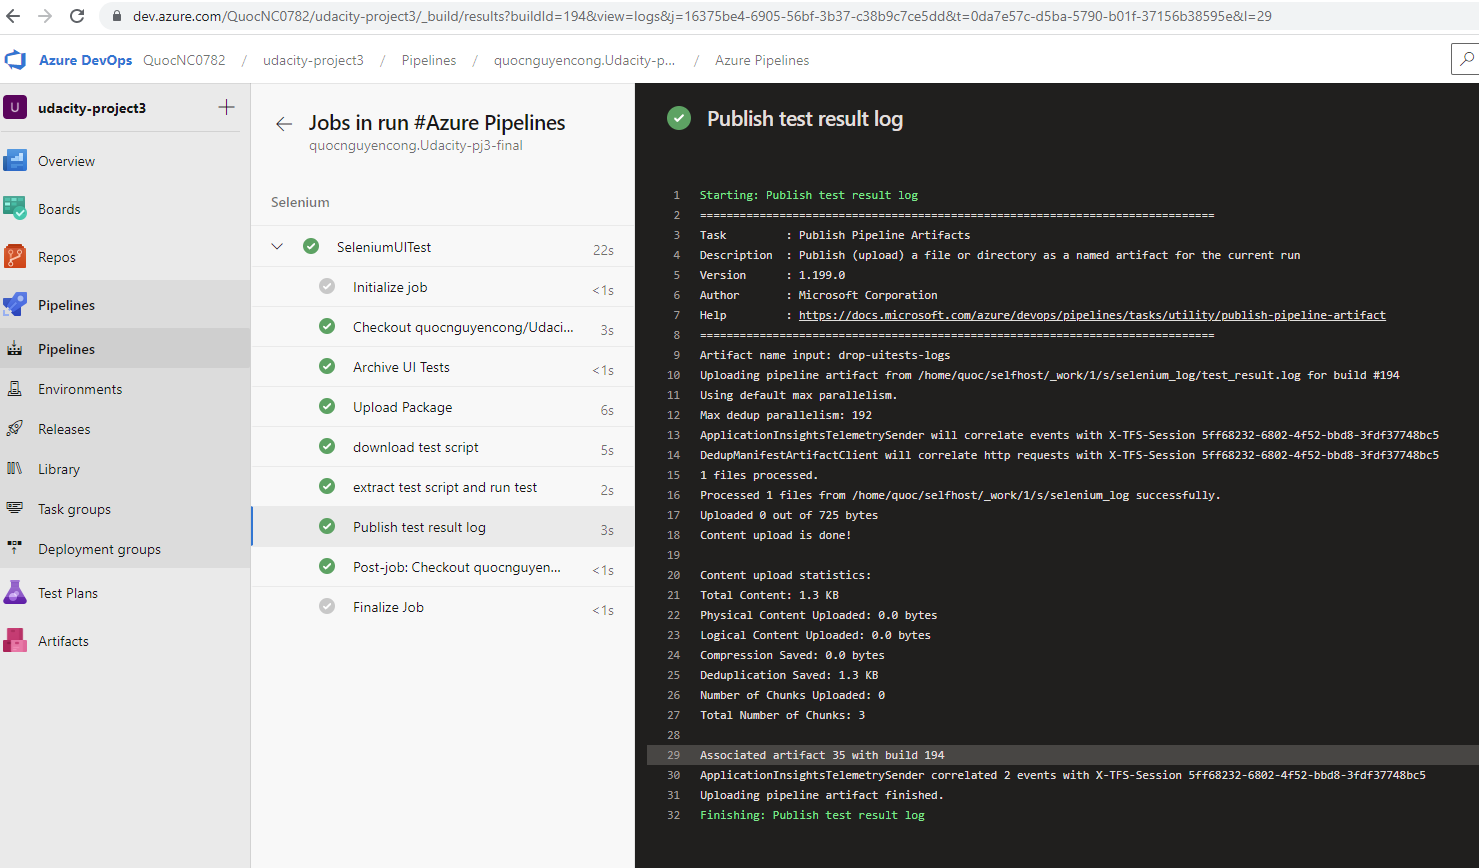 dev.azure.com/QuocNC0782/udacity-project3/_build/results?buildId=194&view=logs&j=16375be4-6905-56bf-3b37-c38b9c7ce5dd&t=0da7e57c-d5ba-5790-b01f-37156b38595e&l=29
Azure DevOps QuocNC0782 / udacity-project3 / Pipelines / quocnguyencong.Udacity-p... / Azure Pipelines
U udacity-project3
Overview
Boards
Repos
Pipelines
Pipelines
Environments
Releases
Library
Task groups
Deployment groups
Test Plans
Artifacts
Jobs in run #Azure Pipelines
quocnguyencong.Udacity-pj3-final
Selenium
SeleniumUITest 22s
Initialize job <1s
Checkout quocnguyencong/Udaci... 3s
Archive UI Tests <1s
Upload Package 6s
download test script 5s
extract test script and run test 2s
Publish test result log 3s
Post-job: Checkout quocnguyen... <1s
Finalize Job <1s
Publish test result log
1 Starting: Publish test result log
2 ==============================================================================
3 Task : Publish Pipeline Artifacts
4 Description : Publish (upload) a file or directory as a named artifact for the current run
5 Version : 1.199.0
6 Author : Microsoft Corporation
7 Help : https://docs.microsoft.com/azure/devops/pipelines/tasks/utility/publish-pipeline-artifact
8 ==============================================================================
9 Artifact name input: drop-uitests-logs
10 Uploading pipeline artifact from /home/quoc/selfhost/_work/1/s/selenium_log/test_result.log for build #194
11 Using default max parallelism.
12 Max dedup parallelism: 192
13 ApplicationInsightsTelemetrySender will correlate events with X-TFS-Session 5ff68232-6802-4f52-bbd8-3fdf37748bc5
14 DedupManifestArtifactClient will correlate http requests with X-TFS-Session 5ff68232-6802-4f52-bbd8-3fdf37748bc5
15 1 files processed.
16 Processed 1 files from /home/quoc/selfhost/_work/1/s/selenium_log successfully.
17 Uploaded 0 out of 725 bytes
18 Content upload is done!
19
20 Content upload statistics:
21 Total Content: 1.3 KB
22 Physical Content Uploaded: 0.0 bytes
23 Logical Content Uploaded: 0.0 bytes
24 Compression Saved: 0.0 bytes
25 Deduplication Saved: 1.3 KB
26 Number of Chunks Uploaded: 0
27 Total Number of Chunks: 3
28
29 Associated artifact 35 with build 194
30 ApplicationInsightsTelemetrySender correlated 2 events with X-TFS-Session 5ff68232-6802-4f52-bbd8-3fdf37748bc5
31 Uploading pipeline artifact finished.
32 Finishing: Publish test result log